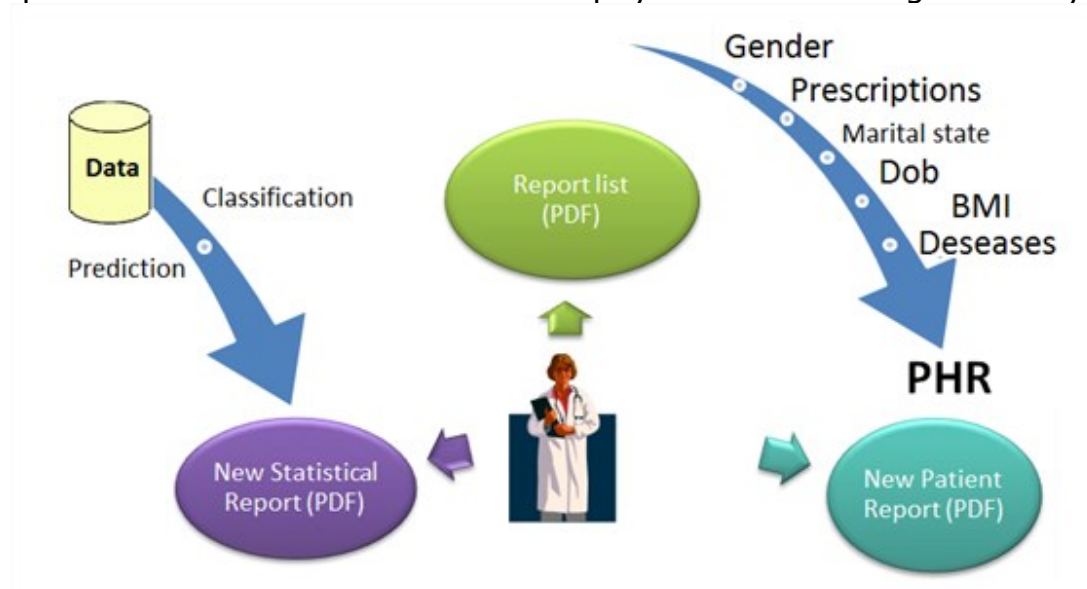 Gender
Prescriptions
Marital state
Dob
BMI
Deseases
Data
Classification
Prediction
Report list
(PDF)
PHR
New Statistical
Report (PDF)
New Patient
Report (PDF)